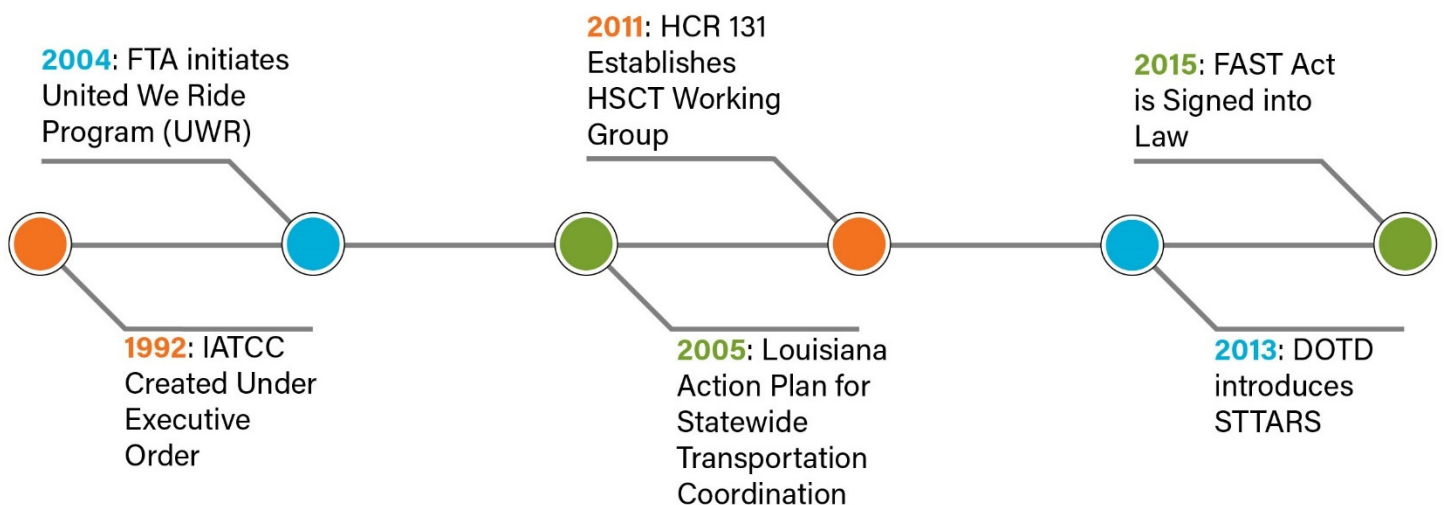 2004: FTA initiates
United We Ride
Program (UWR)
2011: HCR 131
Establishes
HSCT Working
Group
2015: FAST Act
is Signed into
Law
1992: IATCC
Created Under
Executive
Order
2005: Louisiana
Action Plan for
Statewide
Transportation
Coordination
2013: DOTD
introduces
STTARS